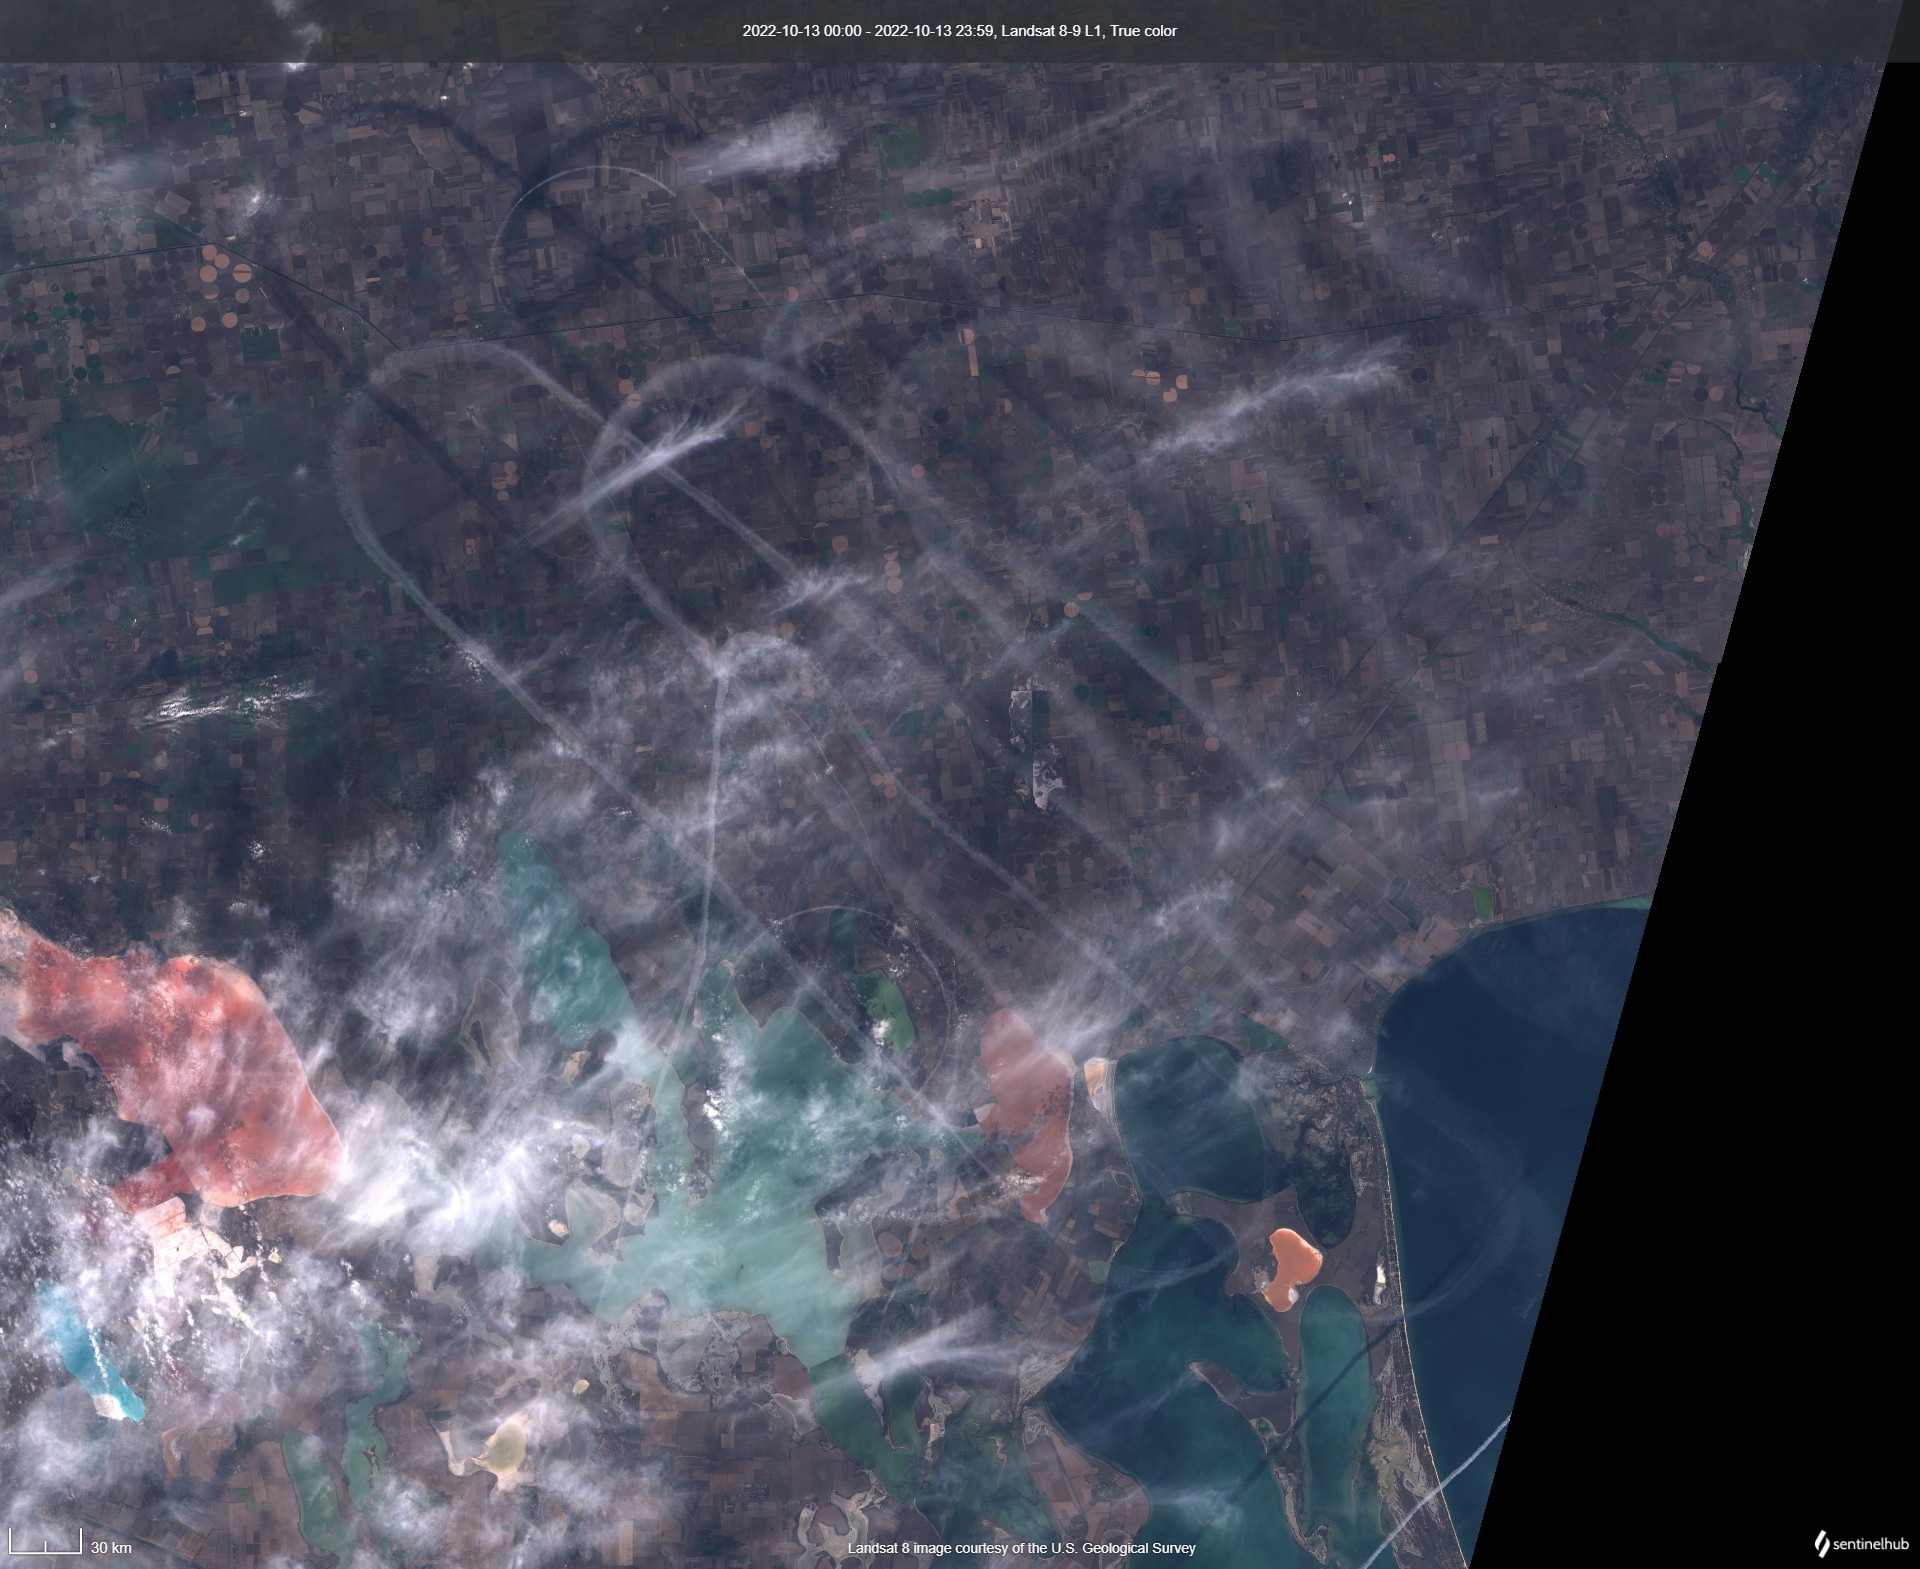 2022-10-13 00:00 - 2022-10-13 23:59, Landsat 8-9 L1, True color
30 km
Landsat 8 image courtesy of the U.S. Geological Survey
sentinelhub